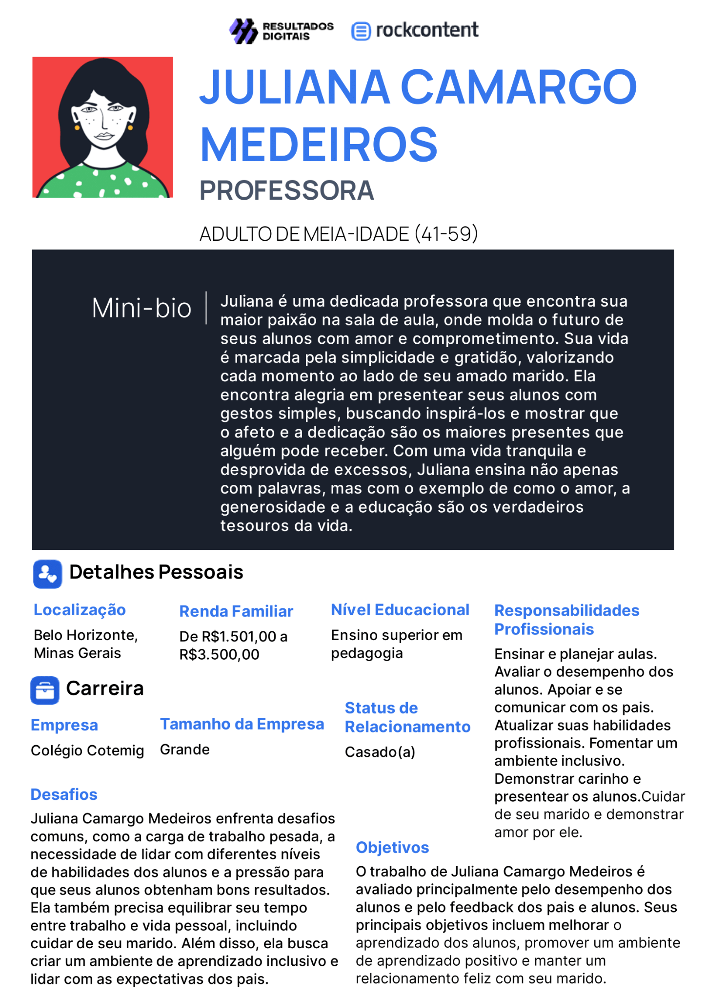 RESULTADOS
DIGITAIS
rockcontent
JULIANA CAMARGO
MEDEIROS
PROFESSORA
ADULTO DE MEIA-IDADE (41-59)
Mini-bio
Juliana é uma dedicada professora que encontra sua
maior paixão na sala de aula, onde molda o futuro de
seus alunos com amor e comprometimento. Sua vida
é marcada pela simplicidade e gratidão, valorizando
cada momento ao lado de seu amado marido. Ela
encontra alegria em presentear seus alunos com
gestos simples, buscando inspirá-los e mostrar que
o afeto e a dedicação são os maiores presentes que
alguém pode receber. Com uma vida tranquila e
desprovida de excessos, Juliana ensina não apenas
com palavras, mas com o exemplo de como o amor, a
generosidade e a educação são os verdadeiros
tesouros da vida.
Detalhes Pessoais
Localização
Belo Horizonte,
Minas Gerais
Renda Familiar
De R$1.501,00 a
R$3.500,00
Nível Educacional
Ensino superior em
pedagogia
Responsabilidades
Profissionais
Ensinar e planejar aulas.
Avaliar o desempenho dos
alunos. Apoiar e se
comunicar com os pais.
Atualizar suas habilidades
profissionais. Fomentar um
ambiente inclusivo.
Demonstrar carinho e
presentear os alunos.Cuidar
de seu marido e demonstrar
amor por ele.
Carreira
Empresa
Colégio Cotemig
Tamanho da Empresa
Grande
Status de
Relacionamento
Casado(a)
Desafios
Juliana Camargo Medeiros enfrenta desafios
comuns, como a carga de trabalho pesada, a
necessidade de lidar com diferentes níveis
de habilidades dos alunos e a pressão para
que seus alunos obtenham bons resultados.
Ela também precisa equilibrar seu tempo
entre trabalho e vida pessoal, incluindo
cuidar de seu marido. Além disso, ela busca
criar um ambiente de aprendizado inclusivo e
lidar com as expectativas dos pais.
Objetivos
O trabalho de Juliana Camargo Medeiros é
avaliado principalmente pelo desempenho dos
alunos e pelo feedback dos pais e alunos. Seus
principais objetivos incluem melhorar o
aprendizado dos alunos, promover um ambiente
de aprendizado positivo e manter um
relacionamento feliz com seu marido.